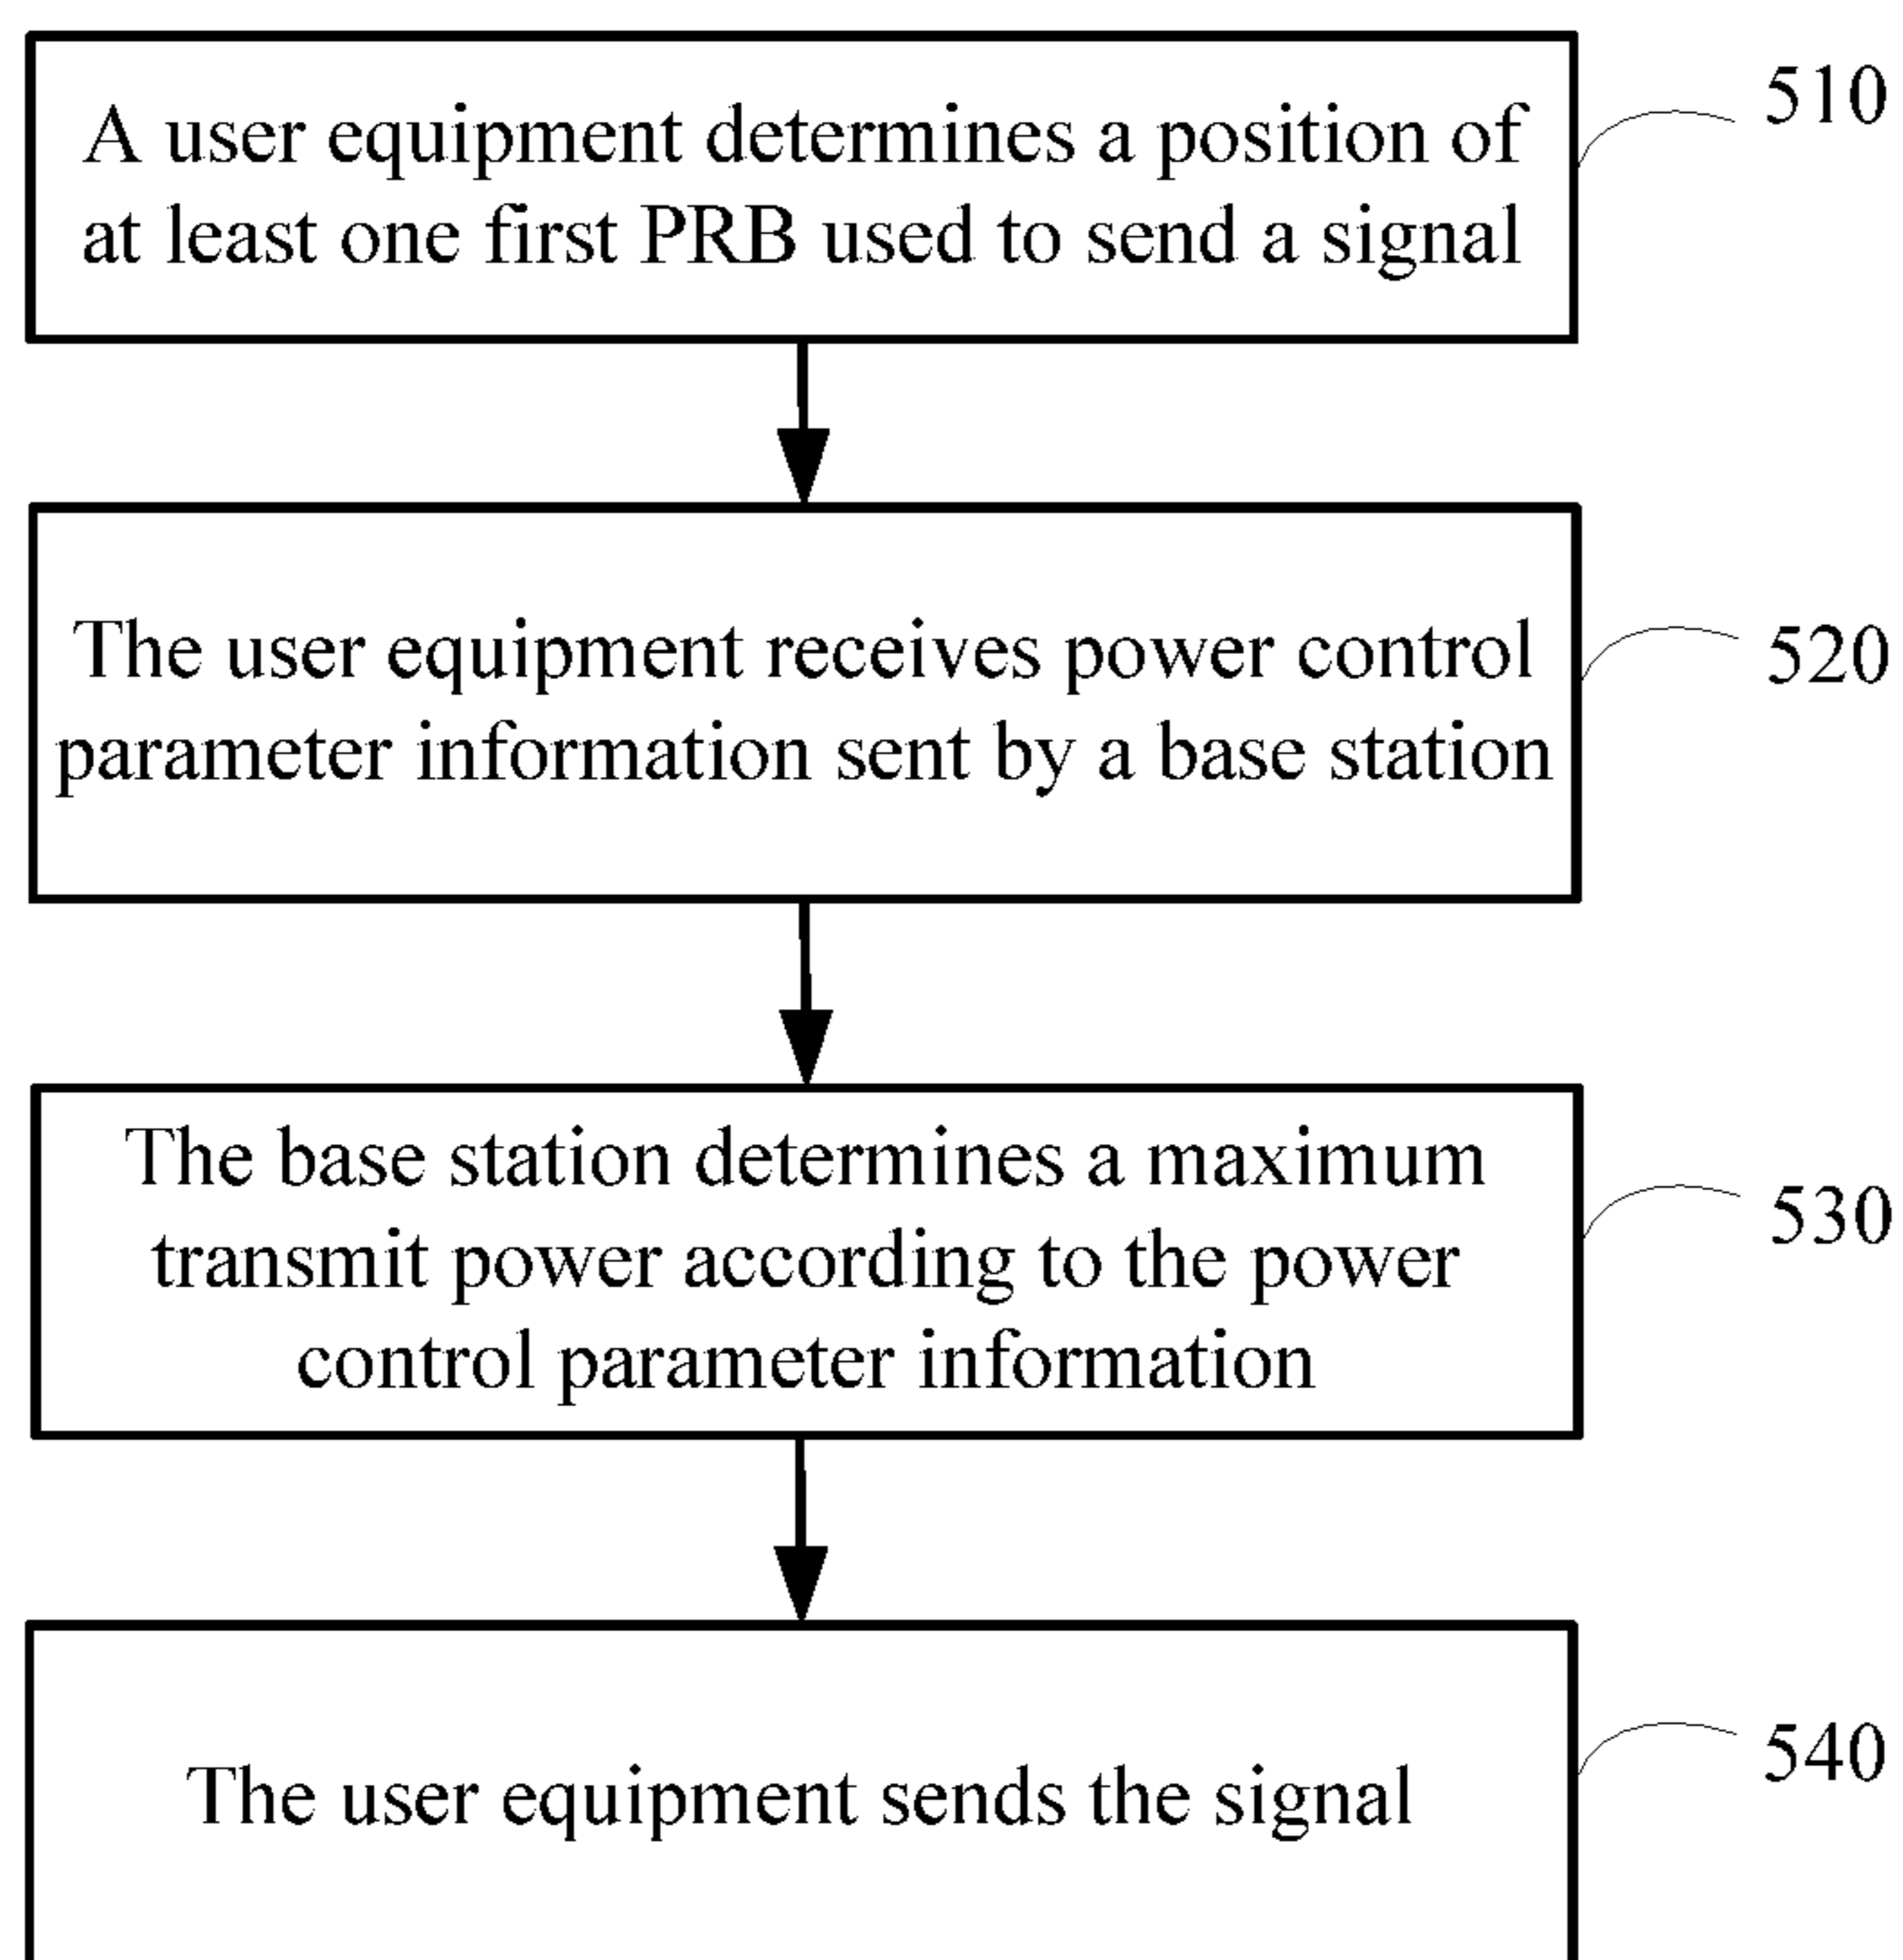 A user equipment determines a position of
at least one first PRB used to send a signal
510
The user equipment receives power control
parameter information sent by a base station
520
The base station determines a maximum
transmit power according to the power
control parameter information
530
The user equipment sends the signal
540